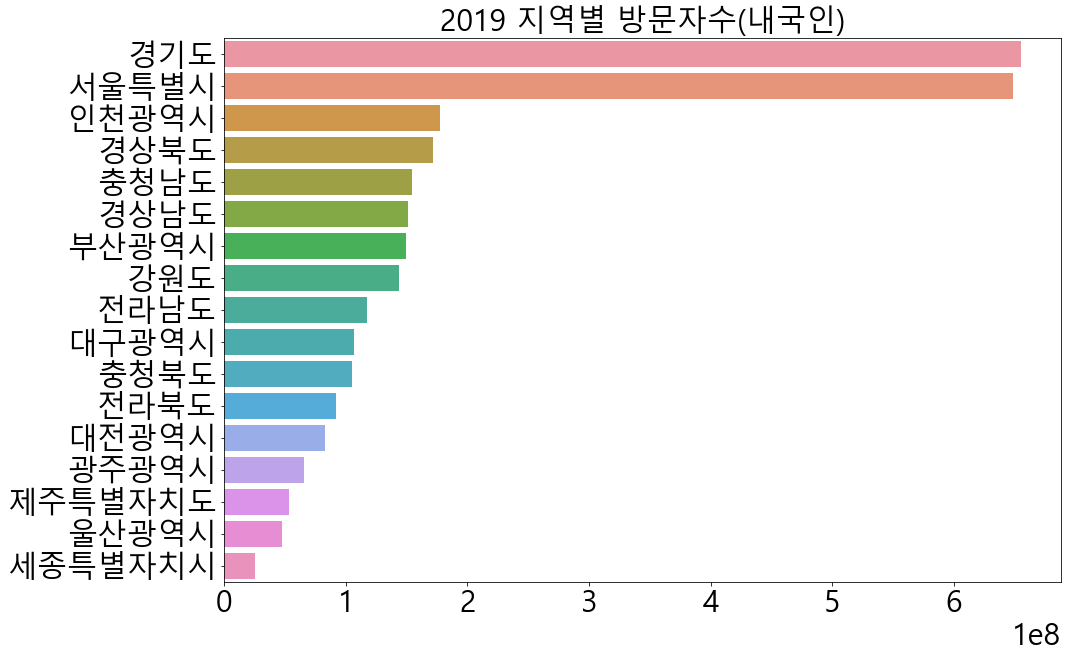 2019 지역별 방문자수(내국인)
경기도
서울특별시
인천광역시
경상북도
충청남도
경상남도
부산광역시
강원도
전라남도
대구광역시
충청북도
전라북도
대전광역시
광주광역시
제주특별자치도
울산광역시
세종특별자치시
0 1 2 3 4 5 6
1e8